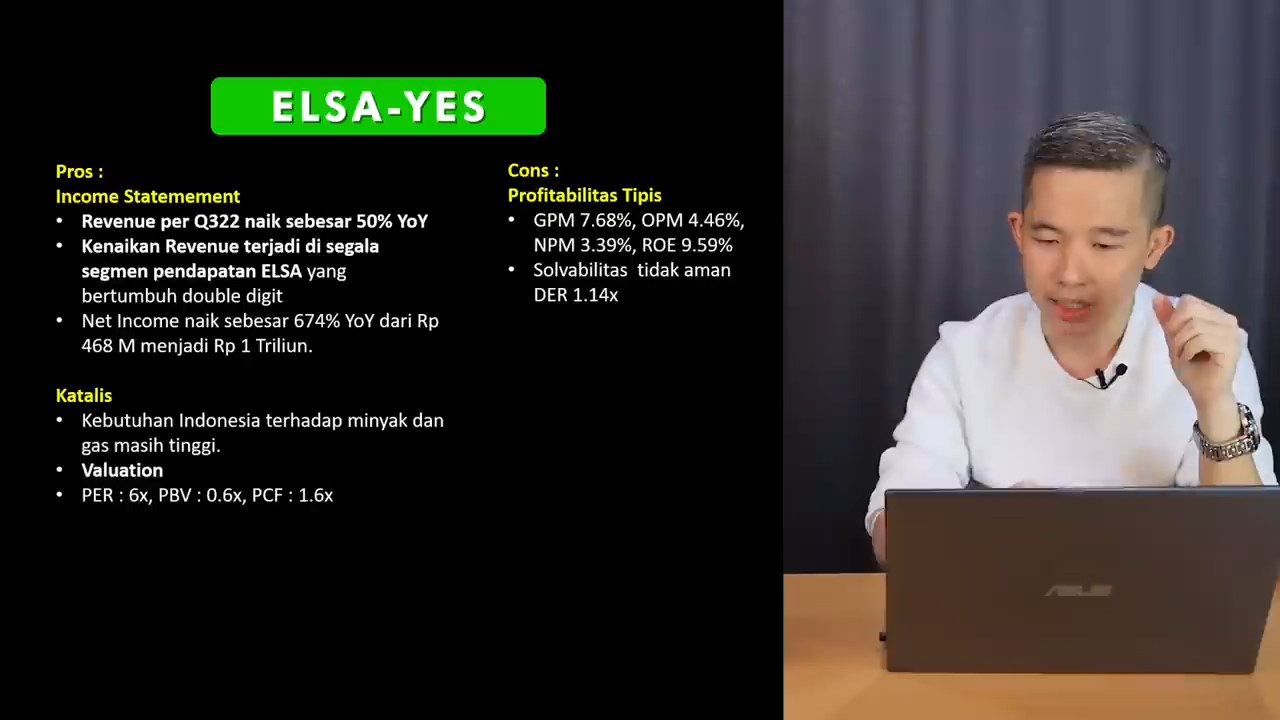 ELSA-YES
Pros :
Income Statemement
• Revenue per Q322 naik sebesar 50% YoY
• Kenaikan Revenue terjadi di segala
segmen pendapatan ELSA yang
bertumbuh double digit
• Net Income naik sebesar 674% YoY dari Rp
468 M menjadi Rp 1 Triliun.
Katalis
• Kebutuhan Indonesia terhadap minyak dan
gas masih tinggi.
• Valuation
• PER : 6x, PBV : 0.6x, PCF : 1.6x
Cons :
Profitabilitas Tipis
• GPM 7.68%, OPM 4.46%,
NPM 3.39%, ROE 9.59%
• Solvabilitas  tidak aman
DER 1.14x
ASUS